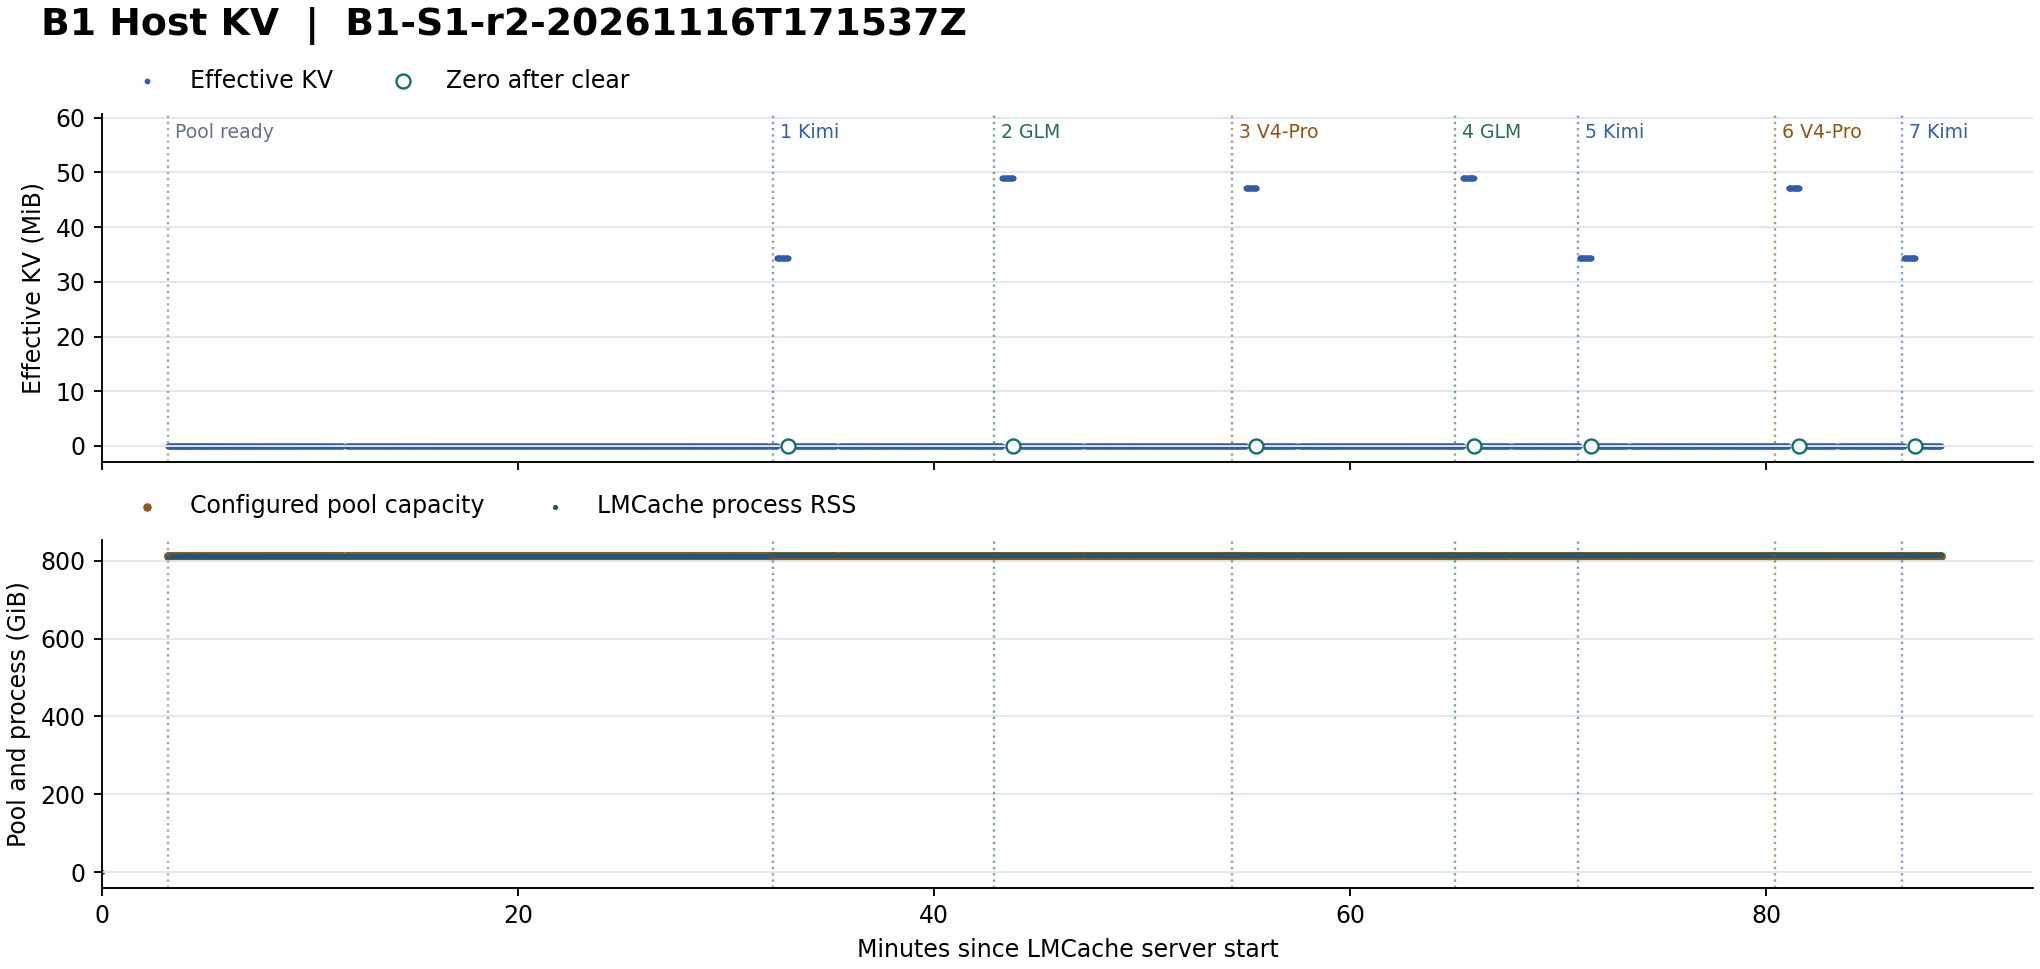 B1 Host KV | B1-S1-r2-20261116T171537Z
Effective KV Zero after clear
Effective KV (MiB)
60
50
40
30
20
10
0
Pool ready
1 Kimi
2 GLM
3 V4-Pro
4 GLM
5 Kimi
6 V4-Pro
7 Kimi
Configured pool capacity LMCache process RSS
Pool and process (GiB)
800
600
400
200
0
0 20 40 60 80
Minutes since LMCache server start